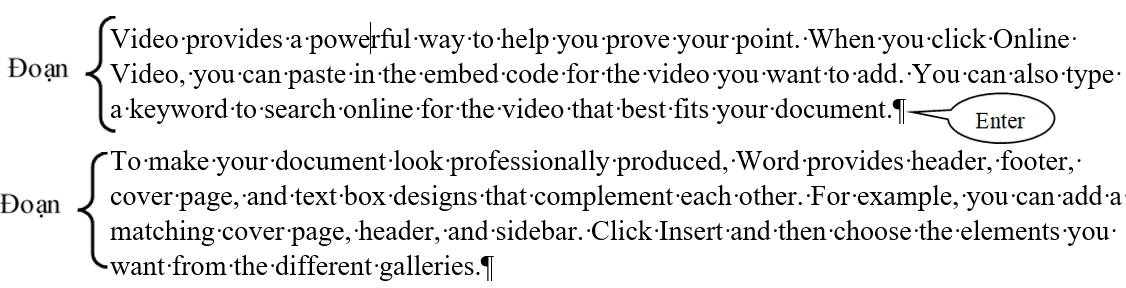 Đoạn
Video·provides·a·powerful·way·to·help·you·prove·your·point.·When·you·click·Online·
Video,·you·can·paste·in·the·embed·code·for·the·video·you·want·to·add.·You·can·also·type·
a·keyword·to·search·online·for·the·video·that·best·fits·your·document.¶
Enter
Đoạn
To·make·your·document·look·professionally·produced,·Word·provides·header,·footer,·
cover·page,·and·text·box·designs·that·complement·each·other.·For·example,·you·can·add·a·
matching·cover·page,·header,·and·sidebar.·Click·Insert·and·then·choose·the·elements·you·
want·from·the·different·galleries.¶